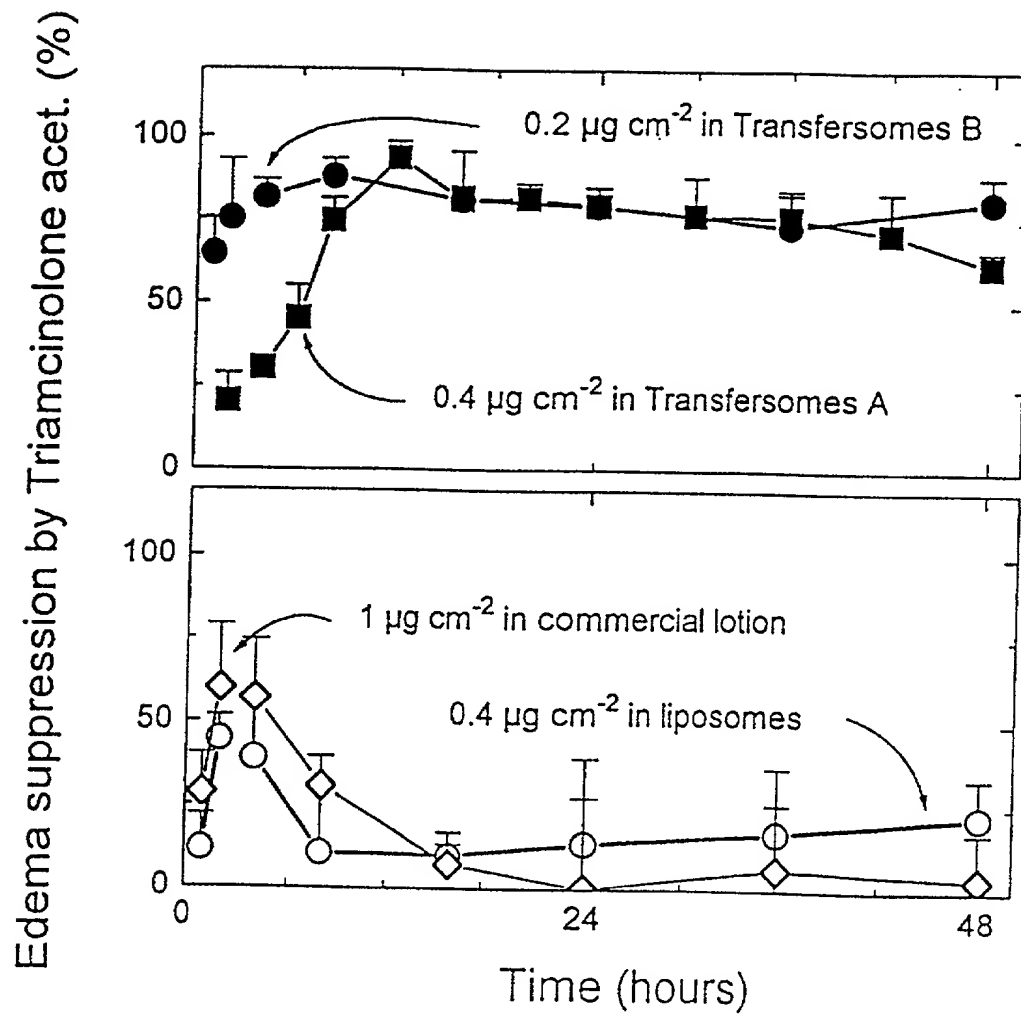 Edema suppression by Triamcinolone acet. (%)
100
50
0
0.2 µg cm-2 in Transfersomes B
0.4 µg cm-2 in Transfersomes A
100
50
0
1 µg cm-2 in commercial lotion
0.4 µg cm-2 in liposomes
0
24
48
Time (hours)